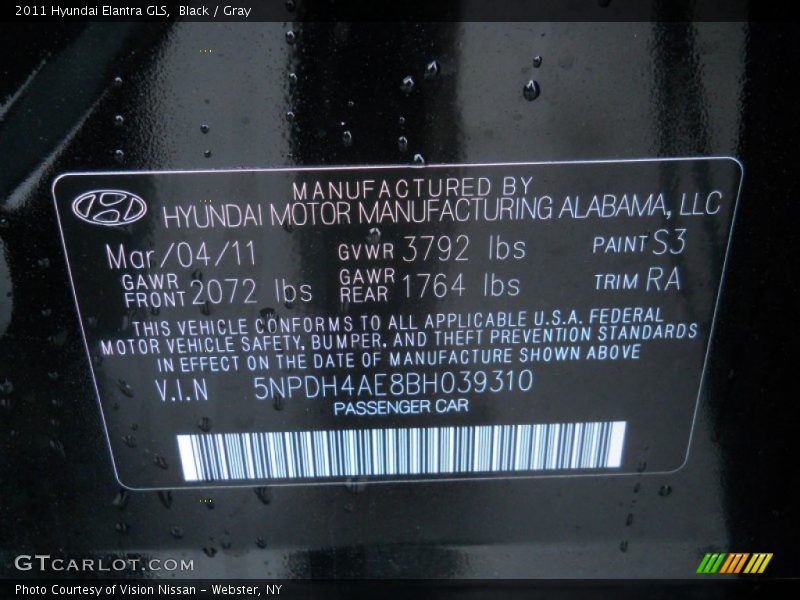 2011 Hyundai Elantra GLS, Black / Gray
MANUFACTURED BY
HYUNDAI MOTOR MANUFACTURING ALABAMA, LLC
Mar/04/11 GVWR 3792 lbs PAINT S3
GAWR FRONT 2072 lbs GAWR REAR 1764 lbs TRIM RA
THIS VEHICLE CONFORMS TO ALL APPLICABLE U.S.A. FEDERAL
MOTOR VEHICLE SAFETY, BUMPER, AND THEFT PREVENTION STANDARDS
IN EFFECT ON THE DATE OF MANUFACTURE SHOWN ABOVE
V.I.N 5NPDH4AE8BH039310
PASSENGER CAR
GTCARLOT.COM
Photo Courtesy of Vision Nissan - Webster, NY